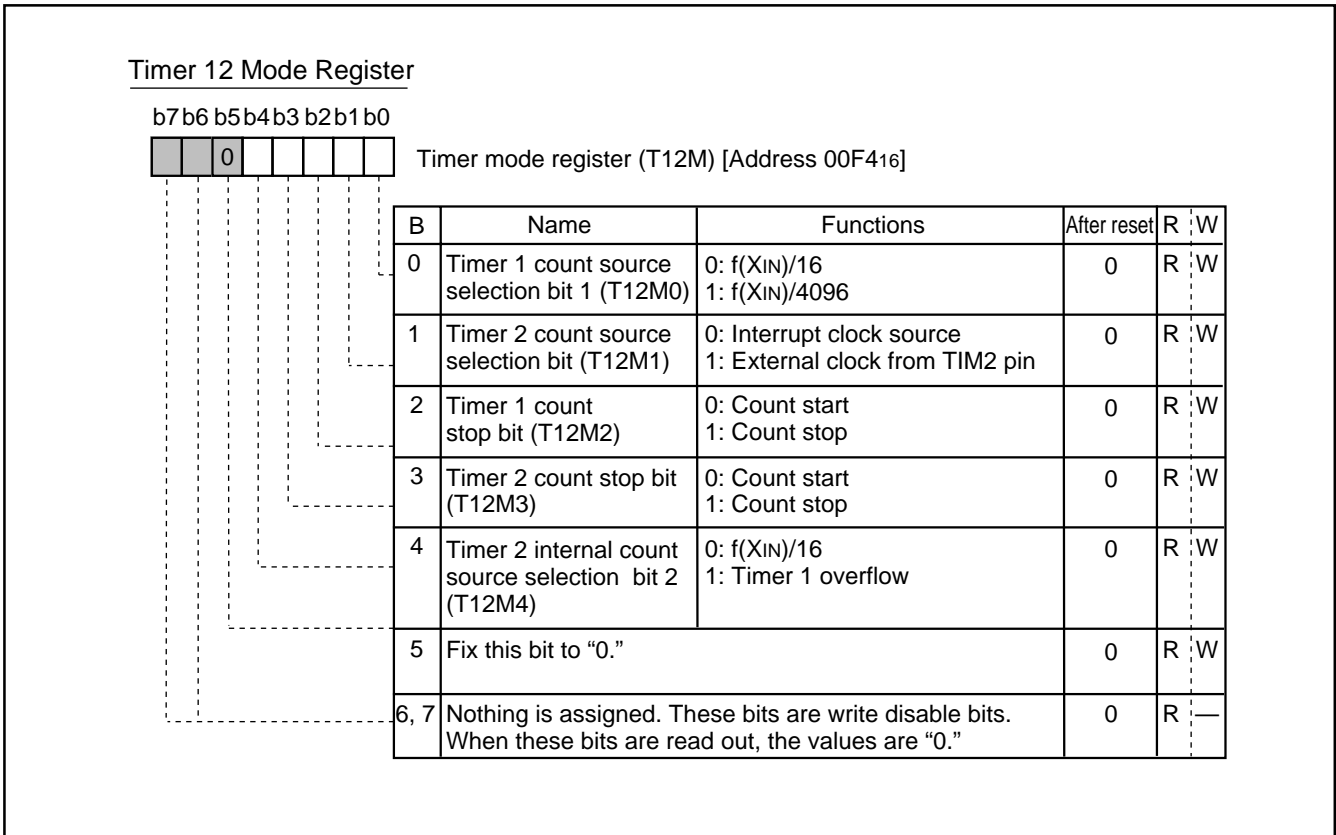 Timer 12 Mode Register
b7 b6 b5 b4 b3 b2 b1 b0
0
Timer mode register (T12M) [Address 00F416]
B Name Functions After reset R W
0 Timer 1 count source selection bit 1 (T12M0) 0: f(XIN)/16 1: f(XIN)/4096 0 R W
1 Timer 2 count source selection bit (T12M1) 0: Interrupt clock source 1: External clock from TIM2 pin 0 R W
2 Timer 1 count stop bit (T12M2) 0: Count start 1: Count stop 0 R W
3 Timer 2 count stop bit (T12M3) 0: Count start 1: Count stop 0 R W
4 Timer 2 internal count source selection bit 2 (T12M4) 0: f(XIN)/16 1: Timer 1 overflow 0 R W
5 Fix this bit to “0.” 0 R W
6, 7 Nothing is assigned. These bits are write disable bits. When these bits are read out, the values are “0.” 0 R —